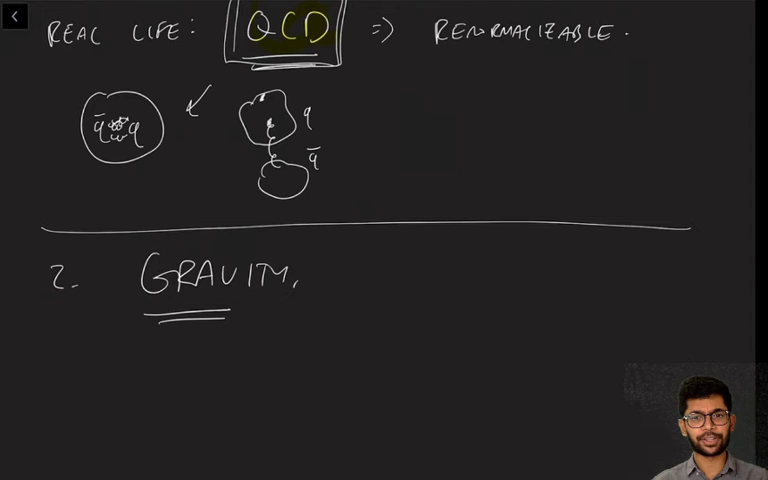 REAL LIFE: QCD ⇒ RENORMALIZABLE.
q̄ q
q
q̄
2. GRAVITY.